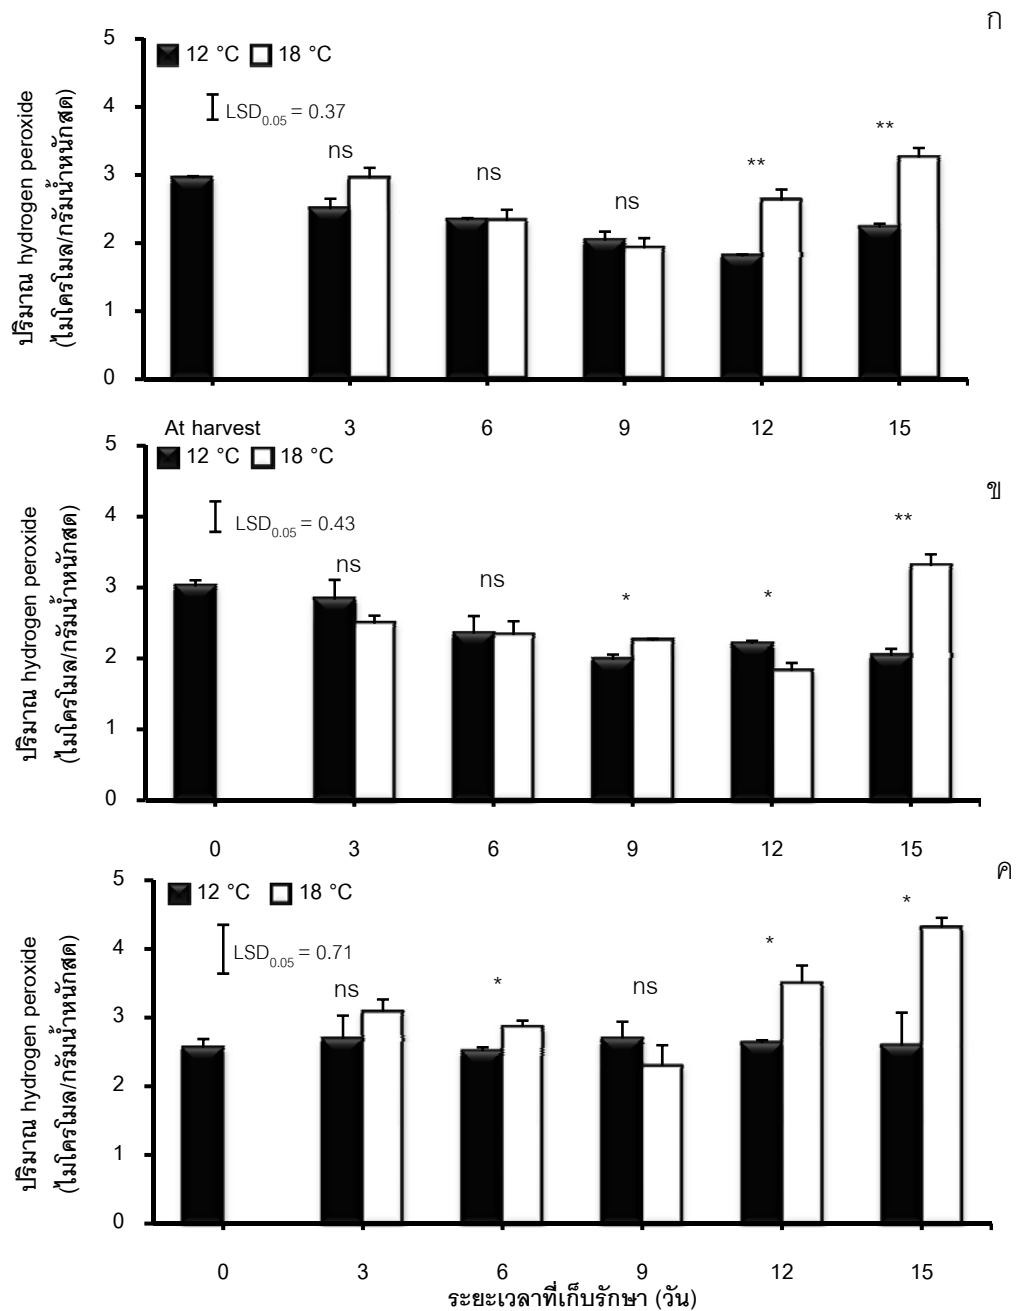 ก
5
12 °C 18 °C
4
LSD0.05 = 0.37
3
2
1
0
ns
ns
ns
**
**
ปริมาณ hydrogen peroxide
(ไมโครโมล/กรัมน้ำหนักสด)
At harvest 3 6 9 12 15
ข
5
12 °C 18 °C
4
LSD0.05 = 0.43
3
2
1
0
ns
ns
*
*
**
ปริมาณ hydrogen peroxide
(ไมโครโมล/กรัมน้ำหนักสด)
0 3 6 9 12 15
ค
5
12 °C 18 °C
4
LSD0.05 = 0.71
3
2
1
0
ns
*
ns
*
*
ปริมาณ hydrogen peroxide
(ไมโครโมล/กรัมน้ำหนักสด)
0 3 6 9 12 15
ระยะเวลาที่เก็บรักษา (วัน)